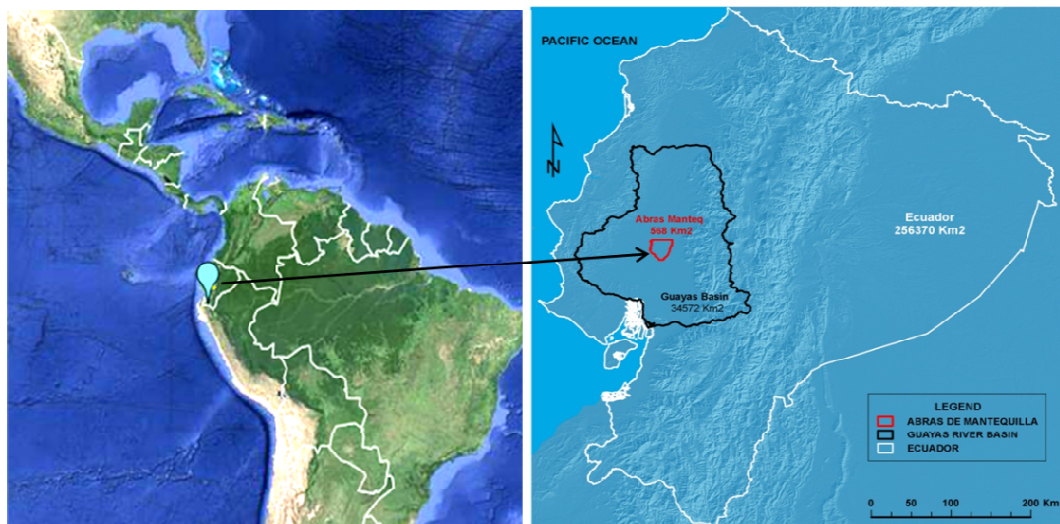 PACIFIC OCEAN
N
Abras Manteq
568 Km2
Ecuador
256370 Km2
Guayas Basin
34572 Km2
LEGEND
ABRAS DE MANTEQUILLA
GUAYAS RIVER BASIN
ECUADOR
0 50 100 200 Km